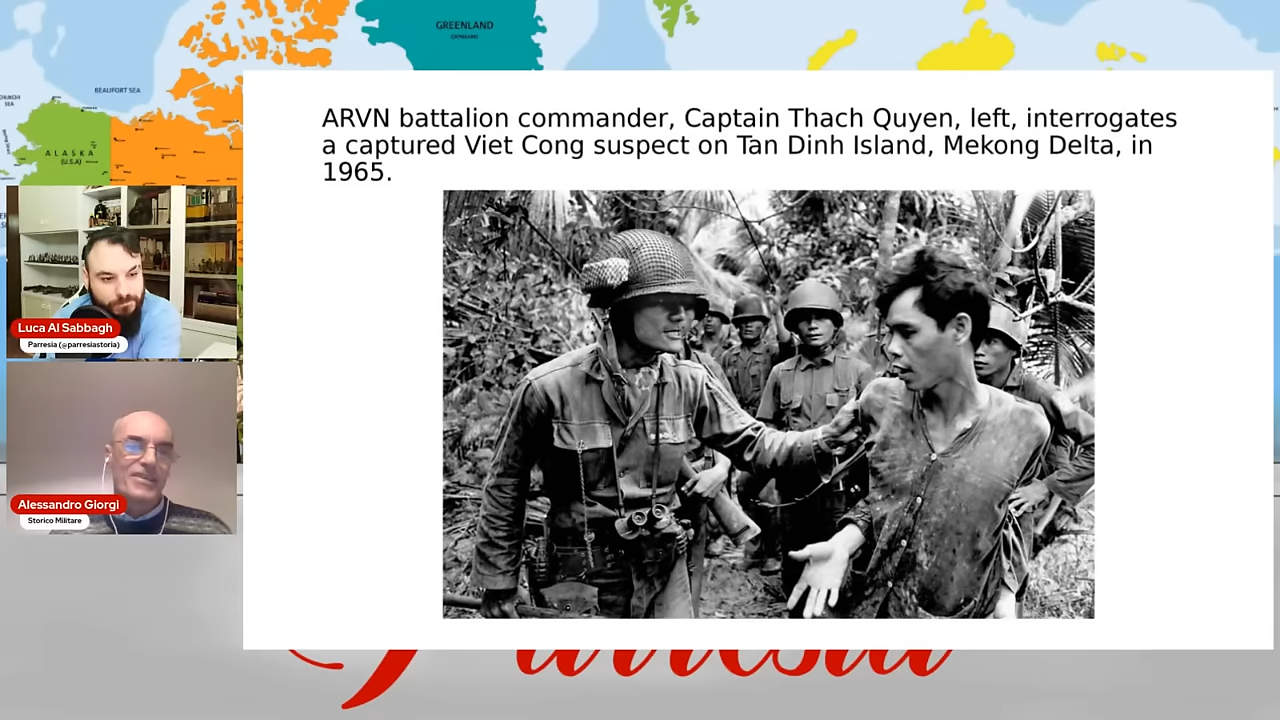 GREENLAND
BEAUFORT SEA
SEA
ALASKA
(U.S.A)
ARVN battalion commander, Captain Thach Quyen, left, interrogates
a captured Viet Cong suspect on Tan Dinh Island, Mekong Delta, in
1965.
Luca Al Sabbagh
Parresia (@parresiastoria)
Alessandro Giorgi
Storico Militare